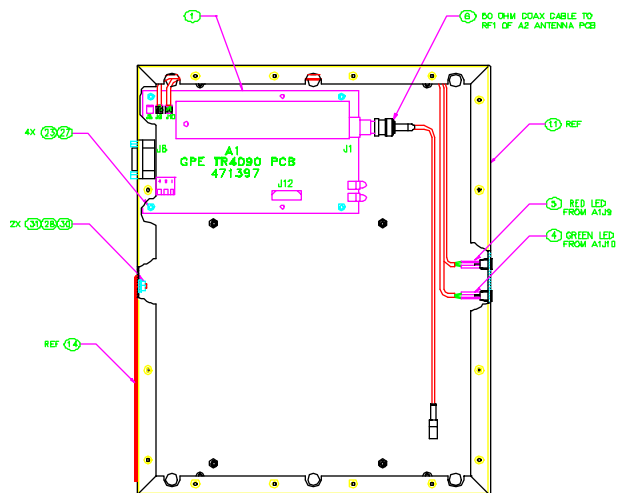 1
6 50 OHM COAX CABLE TO
RF1 OF A2 ANTENNA PCB
4X 23 27
J8
A1
GPE TR4090 PCB
471397
J1
J12
11 REF
5 RED LED
FROM A1J9
4 GREEN LED
FROM A1J10
2X 31 28 30
REF 14